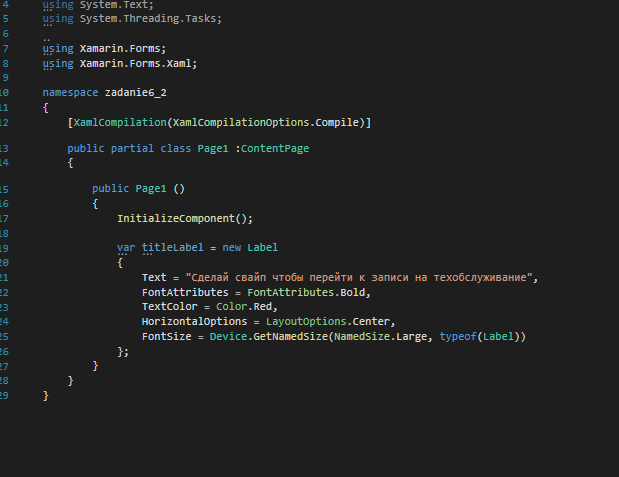 4 using System.Text;
5 using System.Threading.Tasks;
6
7 using Xamarin.Forms;
8 using Xamarin.Forms.Xaml;
9
10 namespace zadanie6_2
11 {
12 [XamlCompilation(XamlCompilationOptions.Compile)]
13 public partial class Page1 :ContentPage
14 {
15 public Page1 ()
16 {
17 InitializeComponent();
18
19 var titleLabel = new Label
20 {
21 Text = "Сделай свайп чтобы перейти к записи на техобслуживание",
22 FontAttributes = FontAttributes.Bold,
23 TextColor = Color.Red,
24 HorizontalOptions = LayoutOptions.Center,
25 FontSize = Device.GetNamedSize(NamedSize.Large, typeof(Label))
26 };
27 }
28 }
29 }